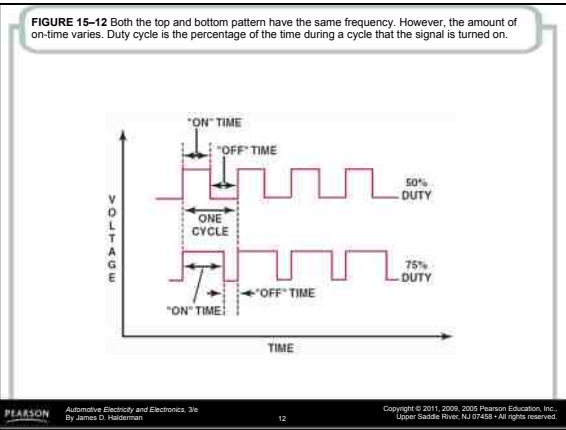 FIGURE 15–12 Both the top and bottom pattern have the same frequency. However, the amount of
on-time varies. Duty cycle is the percentage of the time during a cycle that the signal is turned on.
"ON" TIME
"OFF" TIME
50%
DUTY
ONE
CYCLE
VOLTAGE
75%
DUTY
"OFF" TIME
"ON" TIME
TIME
PEARSON
Automotive Electricity and Electronics, 3/e
By James D. Halderman
12
Copyright © 2011, 2009, 2005 Pearson Education, Inc.,
Upper Saddle River, NJ 07458 • All rights reserved.